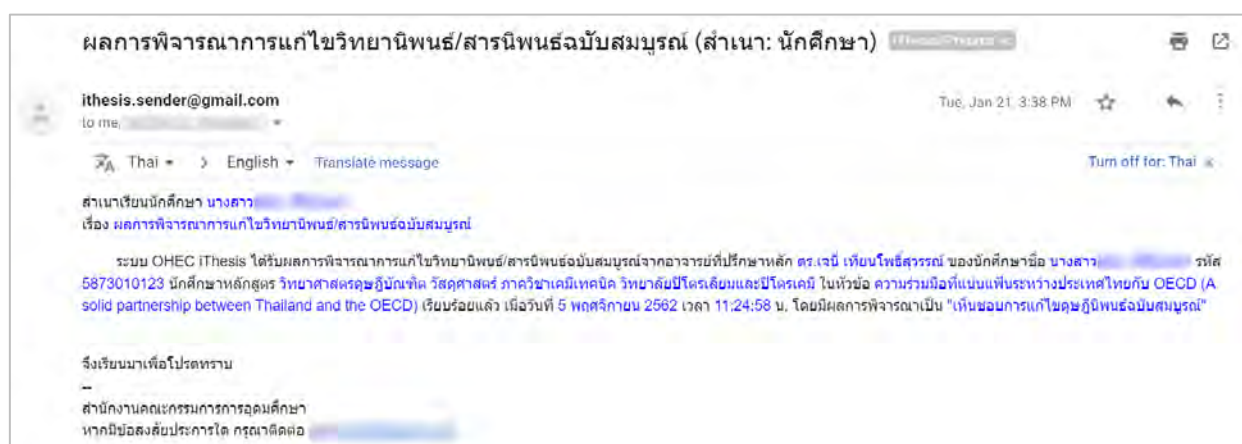 ผลการพิจารณาการแก้ไขวิทยานิพนธ์/สารนิพนธ์ฉบับสมบูรณ์ (สำเนา: นักศึกษา)
ithesis.sender@gmail.com
Tue, Jan 21, 3:38 PM
to me,
Thai
>
English
Translate message
Turn off for: Thai
x
สำเนาเรียนนักศึกษา นางสาว
เรื่อง ผลการพิจารณาการแก้ไขวิทยานิพนธ์/สารนิพนธ์ฉบับสมบูรณ์
ระบบ OHEC iThesis ได้รับผลการพิจารณาการแก้ไขวิทยานิพนธ์/สารนิพนธ์ฉบับสมบูรณ์จากอาจารย์ที่ปรึกษาหลัก ดร.เจนี่ เทียนโพธิ์สุวรรณ์ ของนักศึกษาชื่อ นางสาว รหัส
5873010123 นักศึกษาหลักสูตร วิทยาศาสตรดุษฎีบัณฑิต วัสดุศาสตร์ ภาควิชาเคมีเทคนิค วิทยาลัยปิโตรเลียมและปิโตรเคมี ในหัวข้อ ความร่วมมือที่แน่นแฟ้นระหว่างประเทศไทยกับ OECD (A
solid partnership between Thailand and the OECD) เรียบร้อยแล้ว เมื่อวันที่ 5 พฤศจิกายน 2562 เวลา 11:24:58 น. โดยมีผลการพิจารณาเป็น "เห็นชอบการแก้ไขดุษฎีนิพนธ์ฉบับสมบูรณ์"
จึงเรียนมาเพื่อโปรดทราบ
--
สำนักงานคณะกรรมการการอุดมศึกษา
หากมีข้อสงสัยประการใด กรุณาติดต่อ